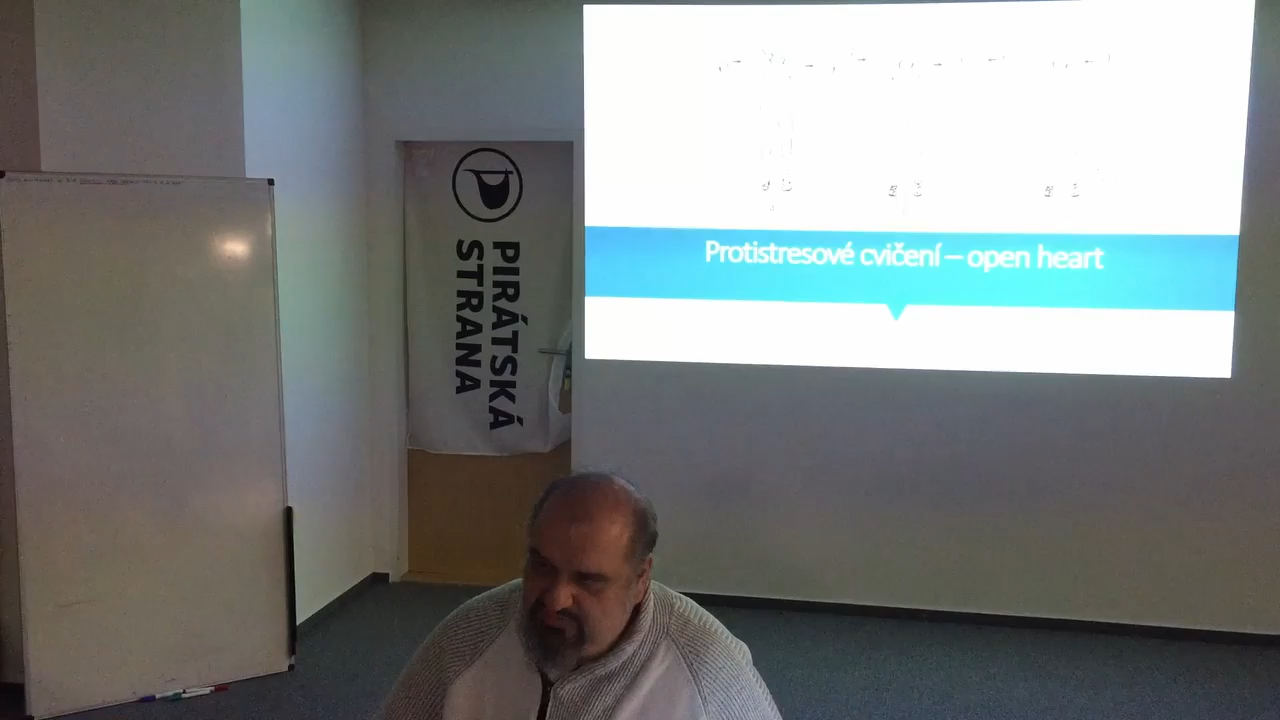 PIRÁTSKÁ
STRANA
Protistresové cvičení – open heart